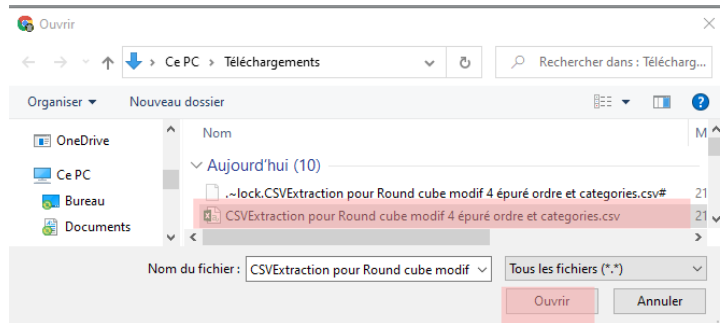 Ouvrir
Ce PC > Téléchargements
Rechercher dans : Télécharg...
Organiser
Nouveau dossier
?
OneDrive
Ce PC
Bureau
Documents
Nom
M
Aujourd'hui (10)
.~lock.CSVExtraction pour Round cube modif 4 épuré ordre et categories.csv#
21
CSVExtraction pour Round cube modif 4 épuré ordre et categories.csv
21
Nom du fichier :
CSVExtraction pour Round cube modif
Tous les fichiers (*.*)
Ouvrir
Annuler